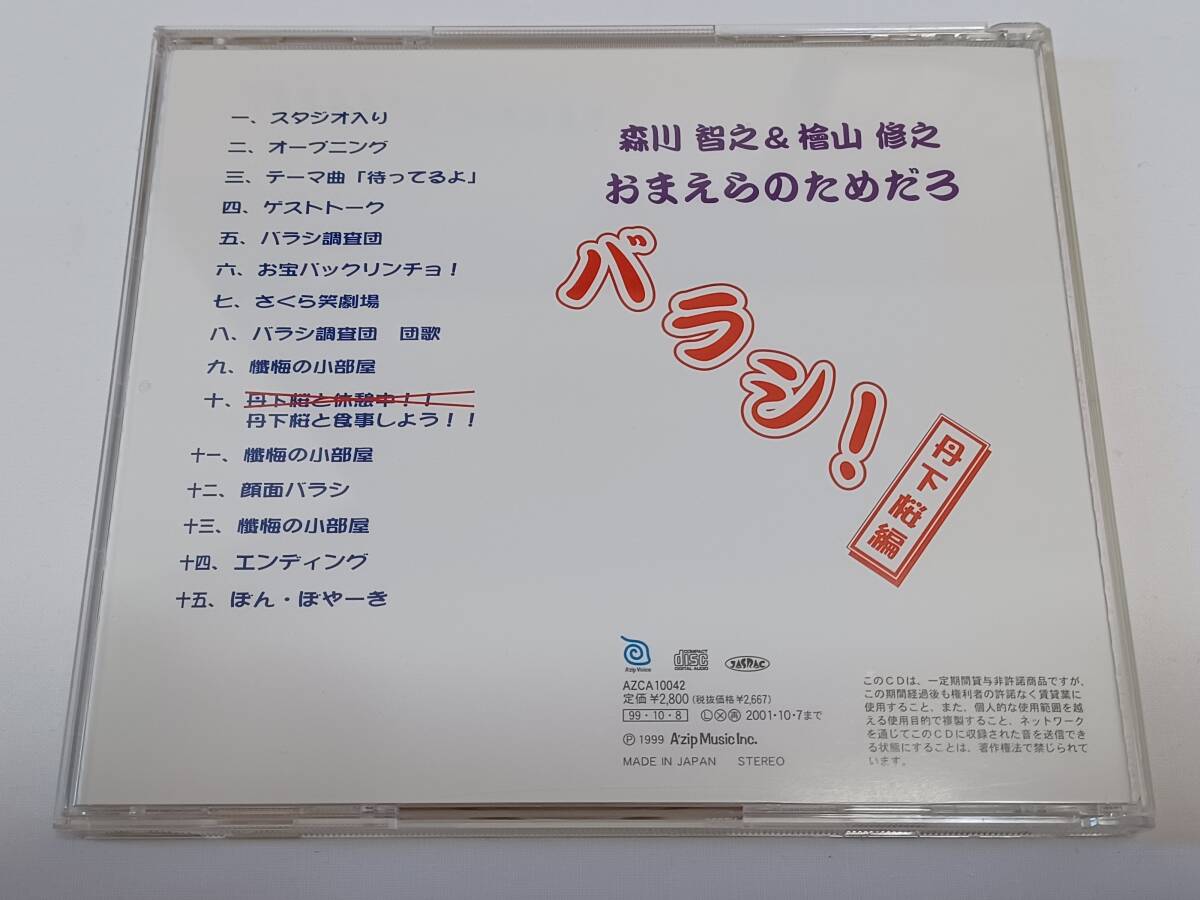 一、スタジオ入り
二、オープニング
三、テーマ曲「待ってるよ」
四、ゲストトーク
五、バラシ調査団
六、お宝バックリンチョ！
七、さくら笑劇場
八、バラシ調査団　団歌
九、懺悔の小部屋
十、丹下桜と休憩中！！
丹下桜と食事しよう！！
十一、懺悔の小部屋
十二、顔面バラシ
十三、懺悔の小部屋
十四、エンディング
十五、ぼん・ぼやーき
森川 智之＆檜山 修之
おまえらのためだろ
バラシ！
丹下桜編
A'zip Voice
COMPACT
disc
DIGITAL AUDIO
JASRAC
AZCA10042
定価¥2,800(税抜価格¥2,667)
99・10・8 Ⓛ Ⓧ 再 2001・10・7まで
Ⓟ 1999 A'zip Music Inc.
MADE IN JAPAN STEREO
このCDは、一定期間貸与非許諾商品ですが、
この期間経過後も権利者の許諾なく賃貸業に
使用すること、また、個人的な使用範囲を越
える使用目的で複製すること、ネットワーク
を通じてこのCDに収録された音を送信でき
る状態にすることは、著作権法で禁じられて
います。